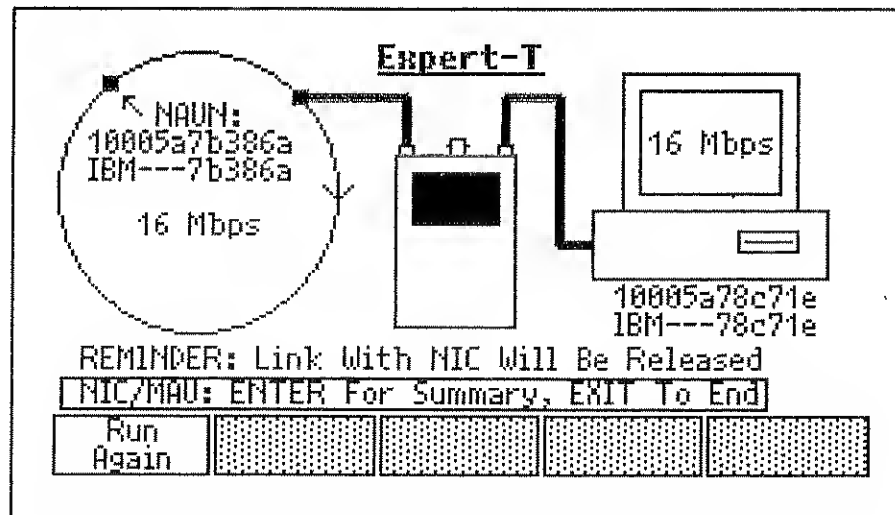 Expert-T
NAUN:
10005a7b386a
IBM---7b386a
16 Mbps
16 Mbps
10005a78c71e
IBM---78c71e
REMINDER: Link With NIC Will Be Released
NIC/MAU: ENTER For Summary, EXIT To End
Run
Again